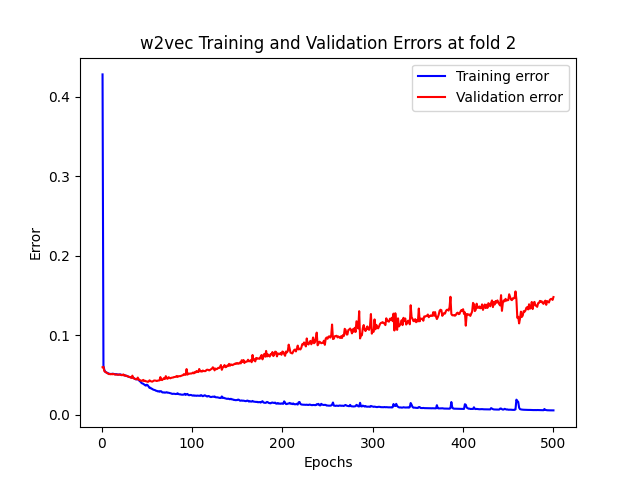 w2vec Training and Validation Errors at fold 2
Training error
Validation error
0.4
0.3
0.2
0.1
0.0
Error
0
100
200
300
400
500
Epochs